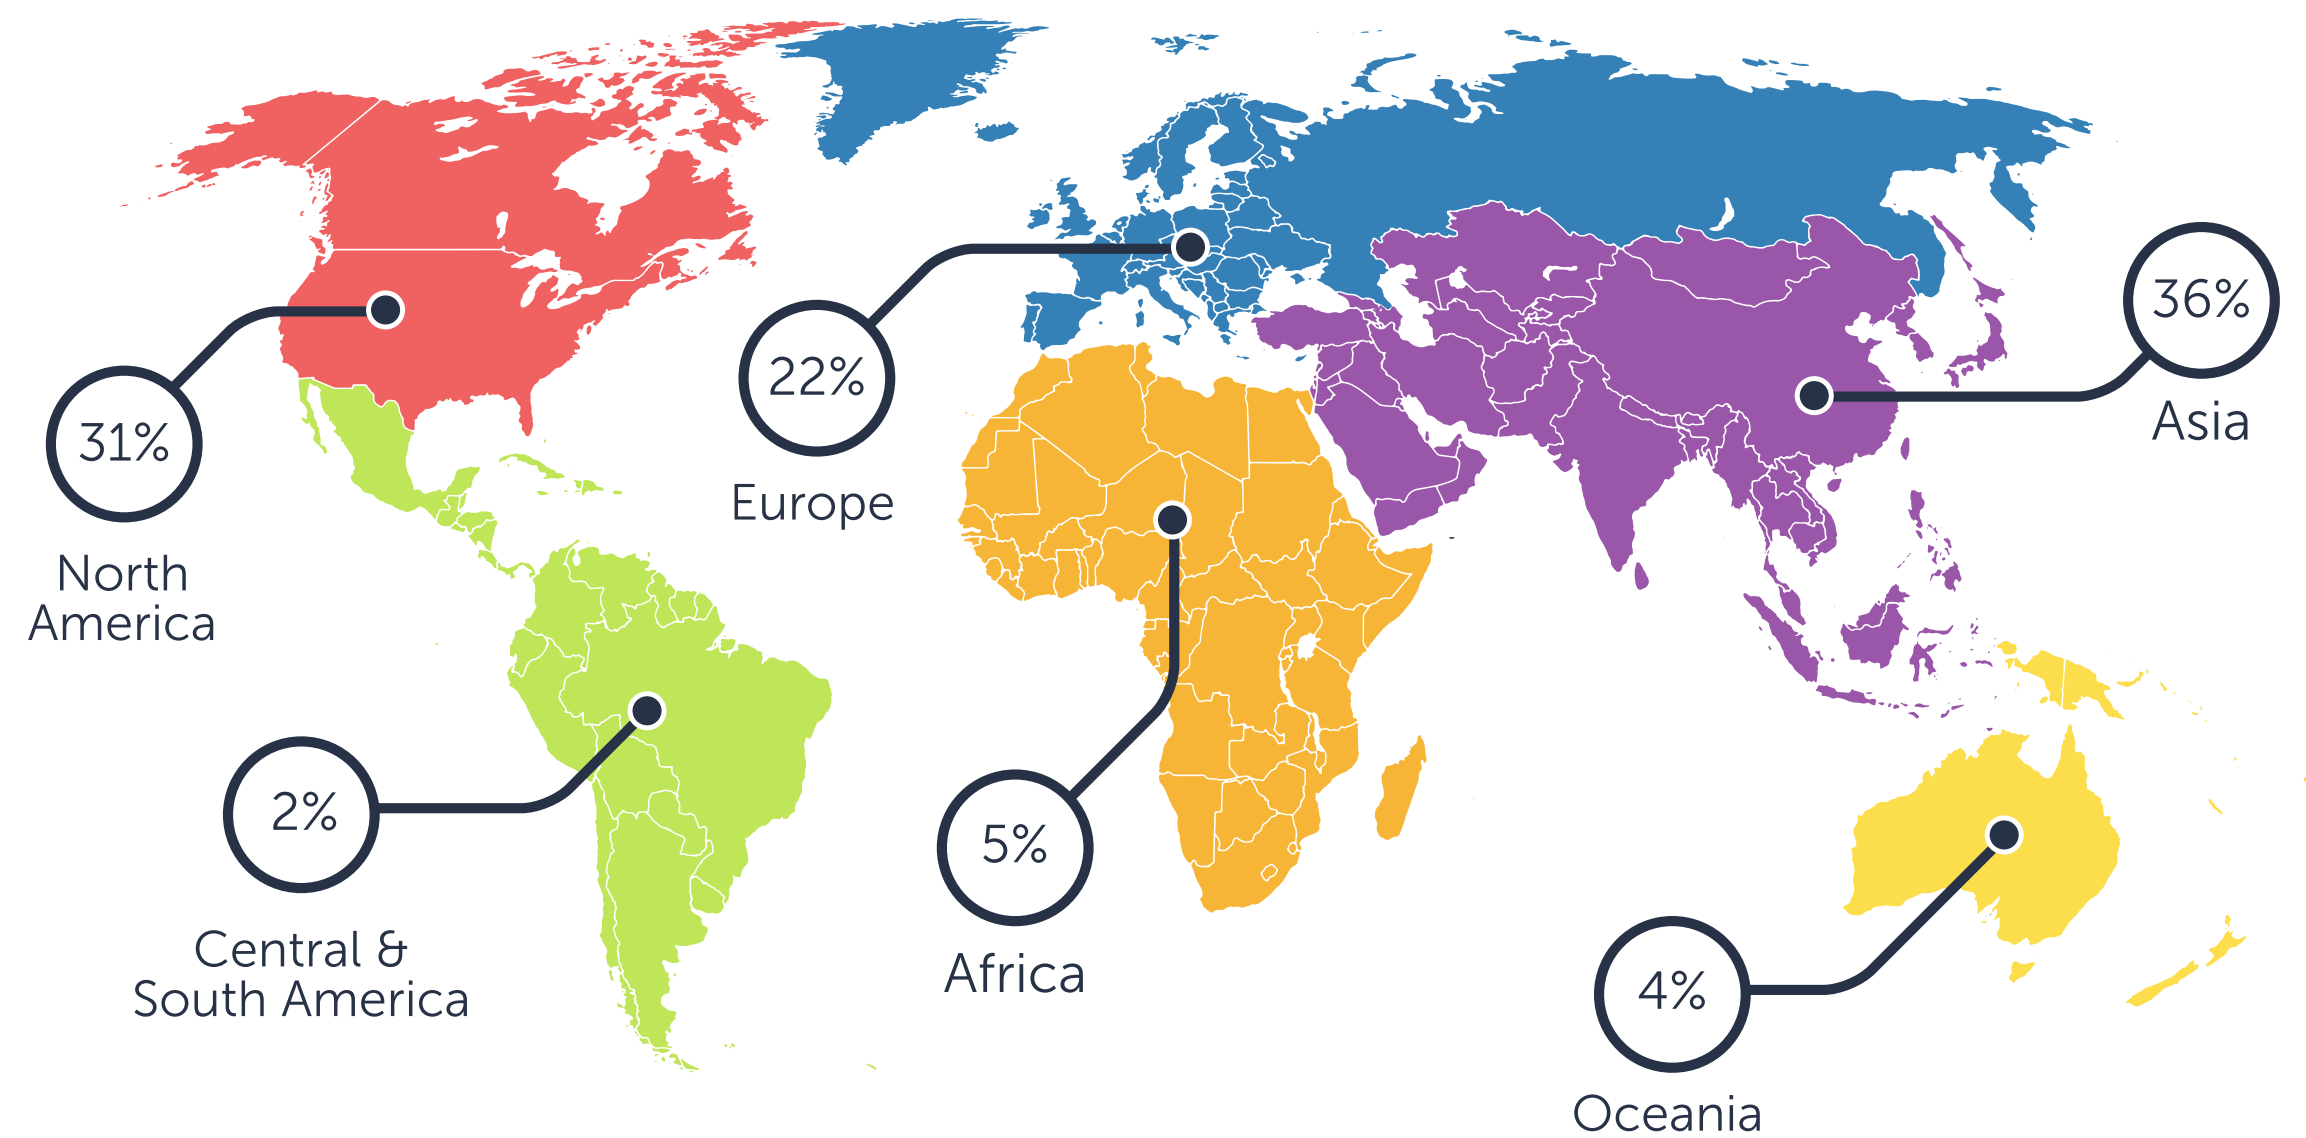 31%
North
America
22%
Europe
36%
Asia
2%
Central &
South America
5%
Africa
4%
Oceania